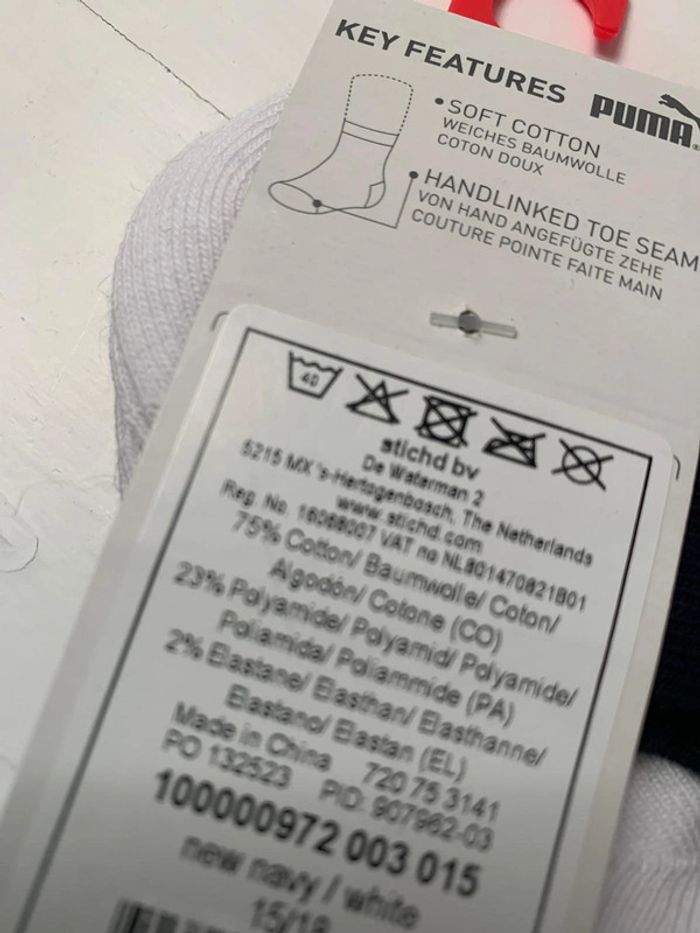 KEY FEATURES
PUMA®
• SOFT COTTON
WEICHES BAUMWOLLE
COTON DOUX
• HANDLINKED TOE SEAM
VON HAND ANGEFÜGTE ZEHE
COUTURE POINTE FAITE MAIN
40
stichd bv
De Waterman 2
5215 MX 's-Hertogenbosch, The Netherlands
www.stichd.com
Reg. No. 16068007 VAT no NL801470821B01
75% Cotton/ Baumwolle/ Coton/
Algodón/ Cotone (CO)
23% Polyamide/ Polyamid/ Polyamide/
Poliamida/ Poliammide (PA)
2% Elastane/ Elasthan/ Elasthanne/
Elastano/ Elastan (EL)
Made in China 720 75 3141
PO 132523 PID: 907962-03
100000972 003 015
new navy / white
15/18